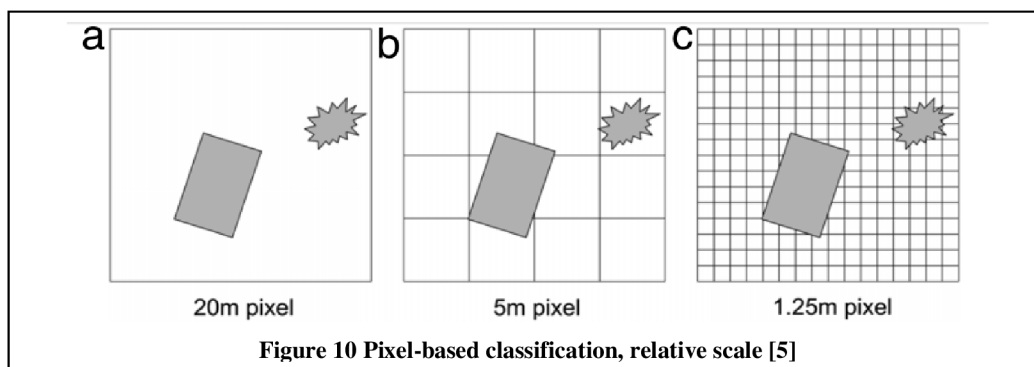 a b c
20m pixel 5m pixel 1.25m pixel
Figure 10 Pixel-based classification, relative scale [5]